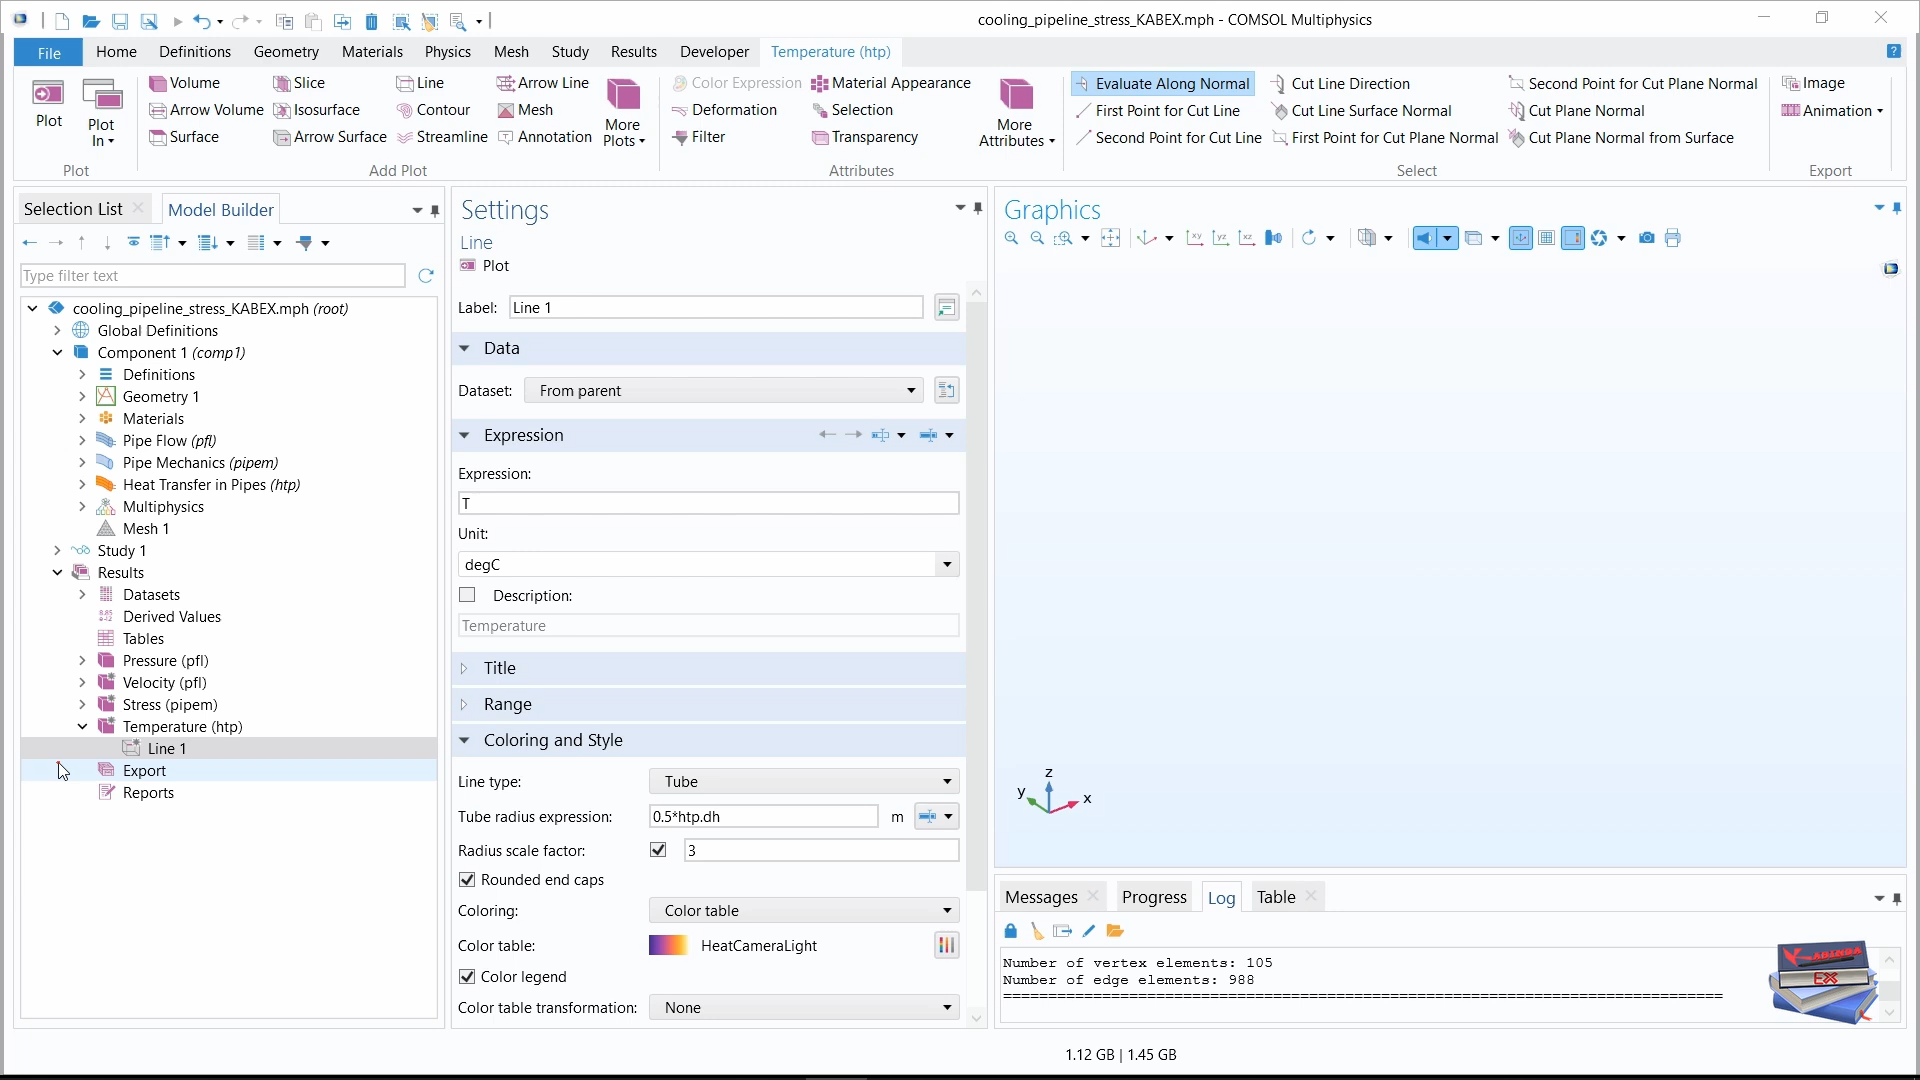 cooling_pipeline_stress_KABEX.mph - COMSOL Multiphysics
File Home Definitions Geometry Materials Physics Mesh Study Results Developer Temperature (htp) ?
Volume Slice Line Arrow Line Color Expression Material Appearance Evaluate Along Normal Cut Line Direction Second Point for Cut Plane Normal Image
Plot Plot In Arrow Volume Isosurface Contour Mesh More Plots Deformation Selection More Attributes First Point for Cut Line Cut Line Surface Normal Cut Plane Normal Animation
Surface Arrow Surface Streamline Annotation Filter Transparency Second Point for Cut Line First Point for Cut Plane Normal Cut Plane Normal from Surface
Plot Add Plot Attributes Select Export
Selection List Model Builder
Type filter text
cooling_pipeline_stress_KABEX.mph (root)
Global Definitions
Component 1 (comp1)
Definitions
Geometry 1
Materials
Pipe Flow (pfl)
Pipe Mechanics (pipem)
Heat Transfer in Pipes (htp)
Multiphysics
Mesh 1
Study 1
Results
Datasets
8.85
e-12
Derived Values
Tables
Pressure (pfl)
Velocity (pfl)
Stress (pipem)
Temperature (htp)
Line 1
Export
Reports
Settings
Line
Plot
Label: Line 1
Data
Dataset: From parent
Expression
Expression:
T
Unit:
degC
Description:
Temperature
Title
Range
Coloring and Style
Line type: Tube
Tube radius expression: 0.5*htp.dh m
Radius scale factor: 3
Rounded end caps
Coloring: Color table
Color table: HeatCameraLight
Color legend
Color table transformation: None
Graphics
xy yz xz
z
y x
Messages Progress Log Table
Number of vertex elements: 105
Number of edge elements: 988
KABINDA
EX
1.12 GB | 1.45 GB